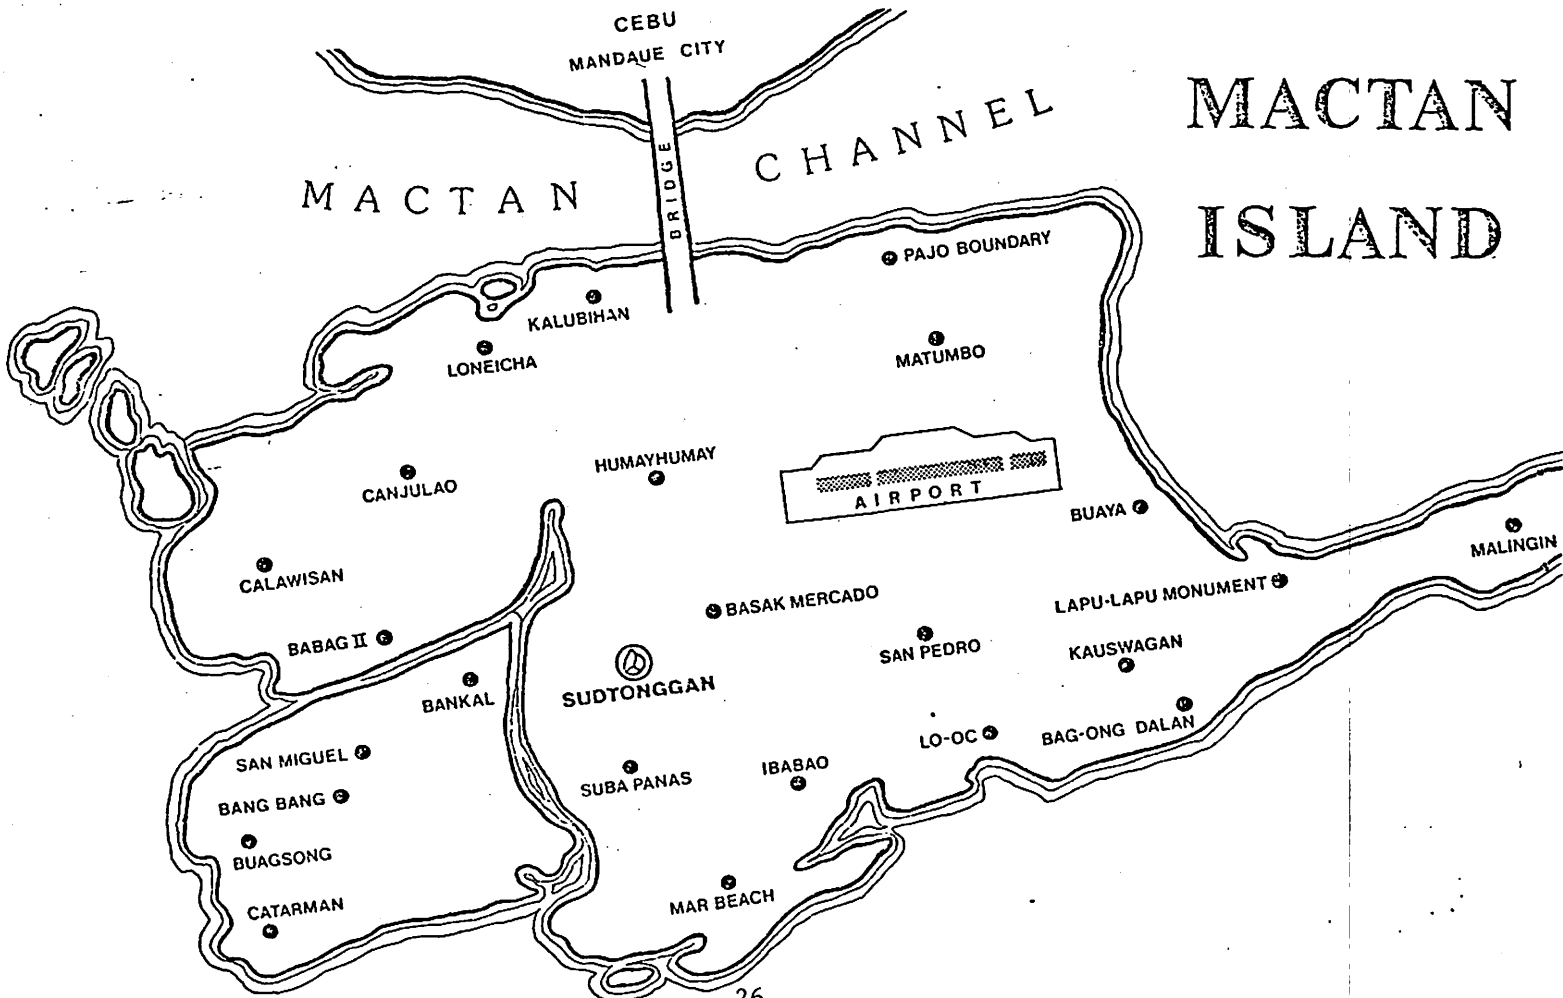 CEBU
MANDAUE CITY
MACTAN
ISLAND
MACTAN CHANNEL
BRIDGE
PAJO BOUNDARY
KALUBIHAN
LONEICHA
MATUMBO
HUMAYHUMAY
CANJULAO
AIRPORT
BUAYA
MALINGIN
CALAWISAN
LAPU-LAPU MONUMENT
BASAK MERCADO
BABAG II
SAN PEDRO
KAUSWAGAN
SUDTONGGAN
BANKAL
LO-OC
BAG-ONG DALAN
SAN MIGUEL
SUBA PANAS
IBABAO
BANG BANG
BUAGSONG
MAR BEACH
CATARMAN
26